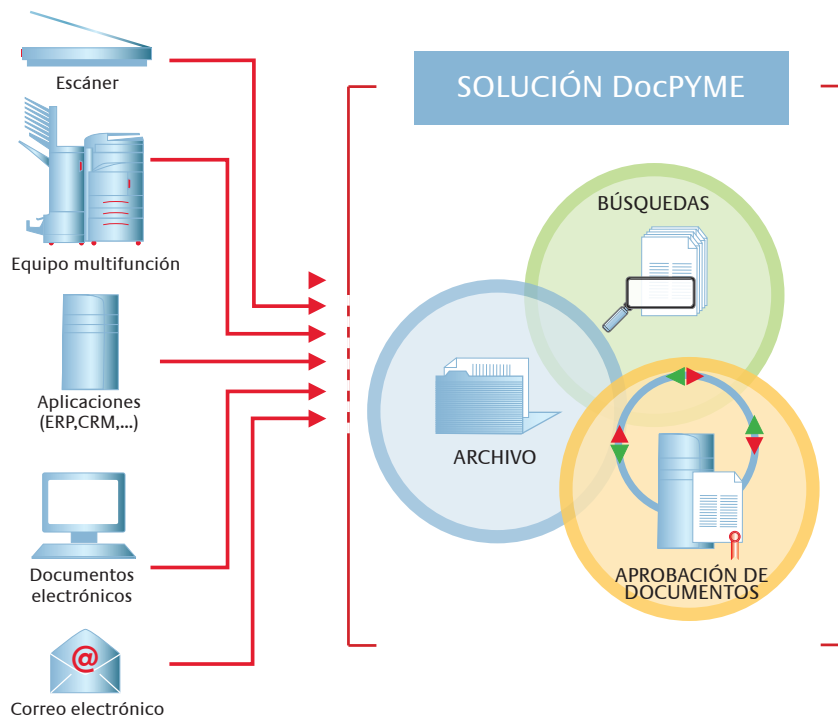 Escáner
Equipo multifunción
Aplicaciones
(ERP,CRM,...)
Documentos
electrónicos
@
Correo electrónico
SOLUCIÓN DocPYME
BÚSQUEDAS
ARCHIVO
APROBACIÓN DE
DOCUMENTOS